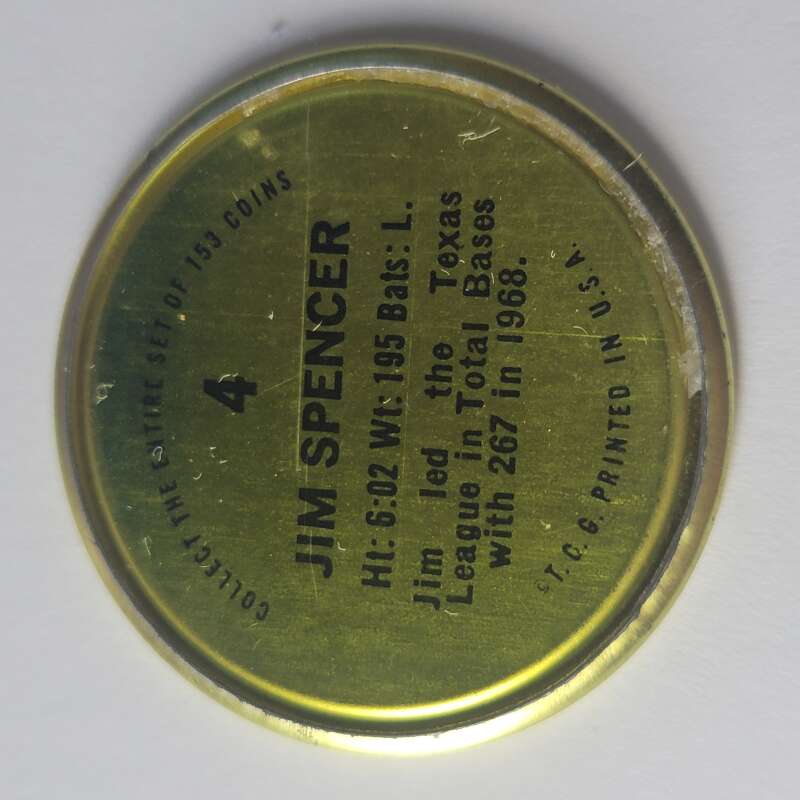 COLLECT THE ENTIRE SET OF 153 COINS
4
JIM SPENCER
Ht: 6:02 Wt: 195 Bats: L.
Jim led the Texas
League in Total Bases
with 267 in 1968.
©T. C. G. PRINTED IN U.S.A.